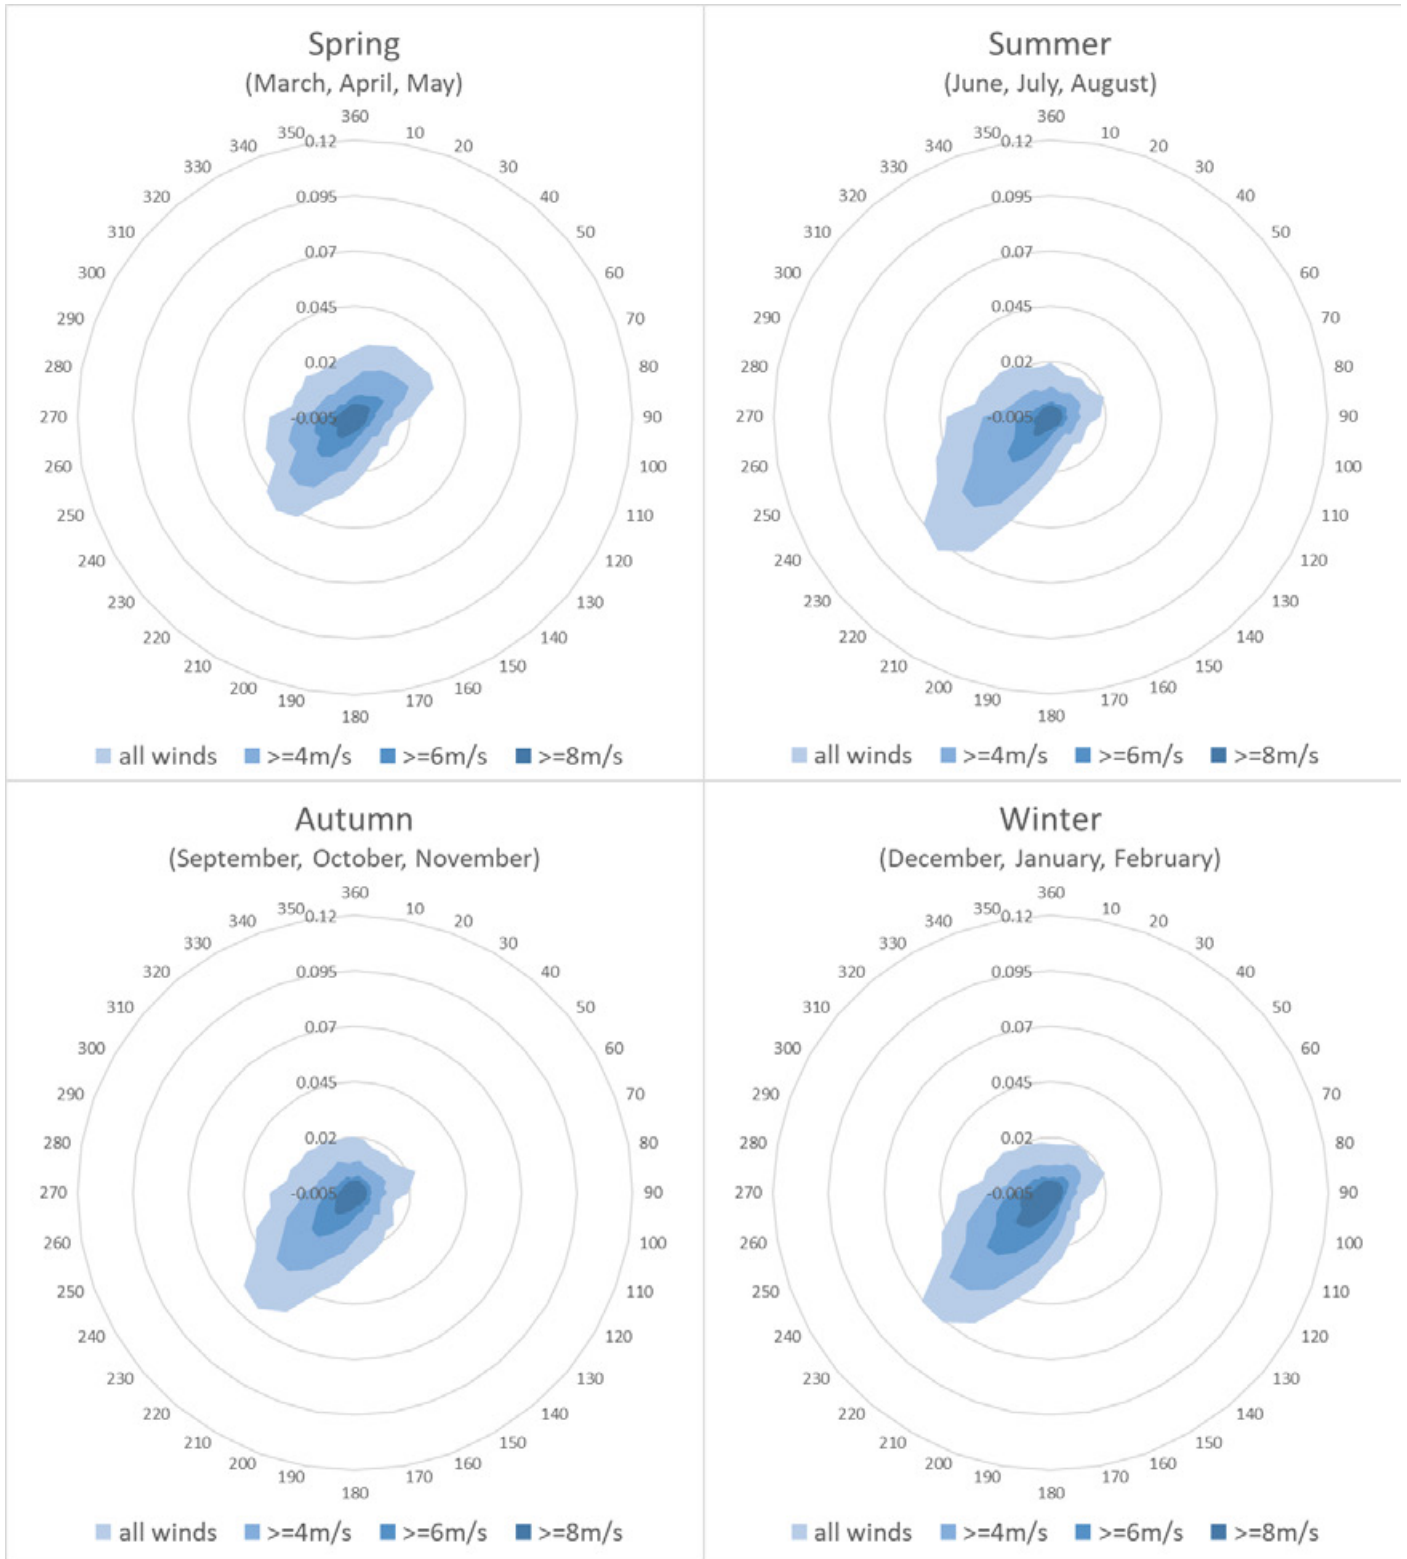 Spring
(March, April, May)
360
350 0.12 10
340 20
330 30
320 0.095 40
310 50
0.07
300 60
290 0.045 70
280 0.02 80
270 -0.005 90
260 100
250 110
240 120
230 130
220 140
210 150
200 160
190 170
180
all winds >=4m/s >=6m/s >=8m/s
Summer
(June, July, August)
360
350 0.12 10
340 20
330 30
320 0.095 40
310 50
0.07
300 60
290 0.045 70
280 0.02 80
270 -0.005 90
260 100
250 110
240 120
230 130
220 140
210 150
200 160
190 170
180
all winds >=4m/s >=6m/s >=8m/s
Autumn
(September, October, November)
360
350 0.12 10
340 20
330 30
320 0.095 40
310 50
0.07
300 60
290 0.045 70
280 0.02 80
270 -0.005 90
260 100
250 110
240 120
230 130
220 140
210 150
200 160
190 170
180
all winds >=4m/s >=6m/s >=8m/s
Winter
(December, January, February)
360
350 0.12 10
340 20
330 30
320 0.095 40
310 50
0.07
300 60
290 0.045 70
280 0.02 80
270 -0.005 90
260 100
250 110
240 120
230 130
220 140
210 150
200 160
190 170
180
all winds >=4m/s >=6m/s >=8m/s